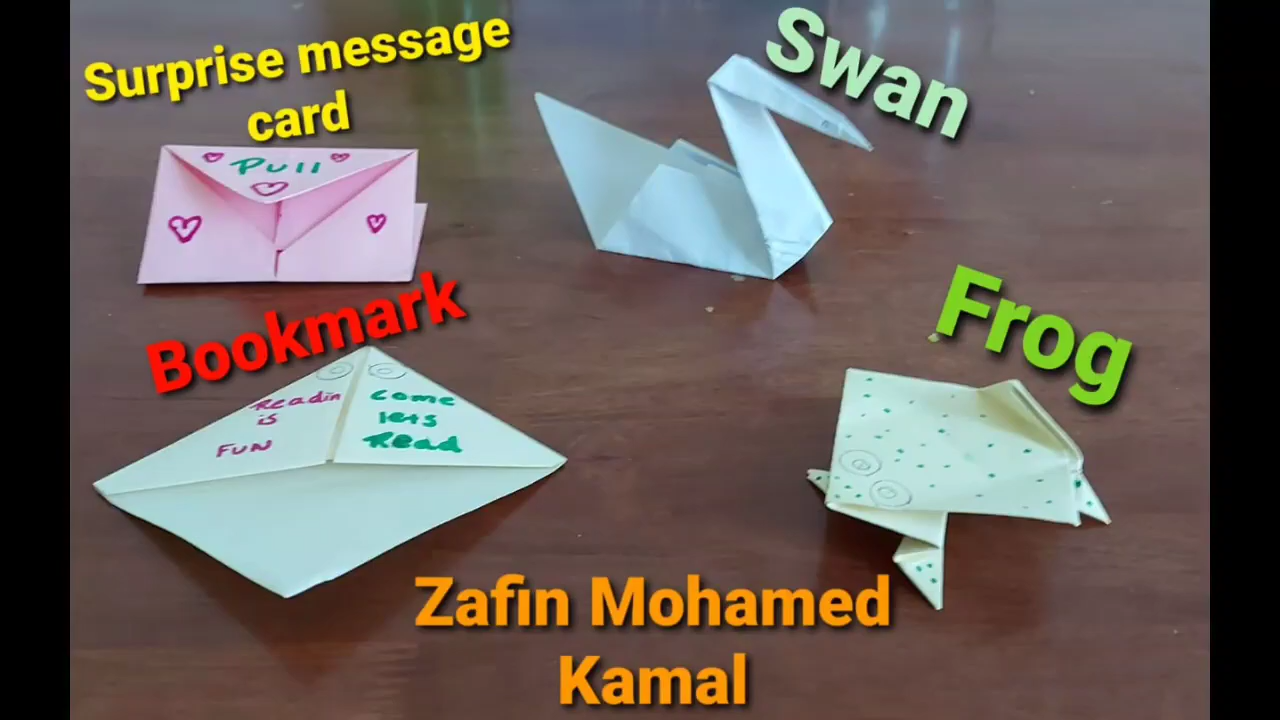 Surprise message
card
Swan
Pull
Bookmark
Frog
Readin
is
FUN
come
lets
Read
Zafin Mohamed
Kamal